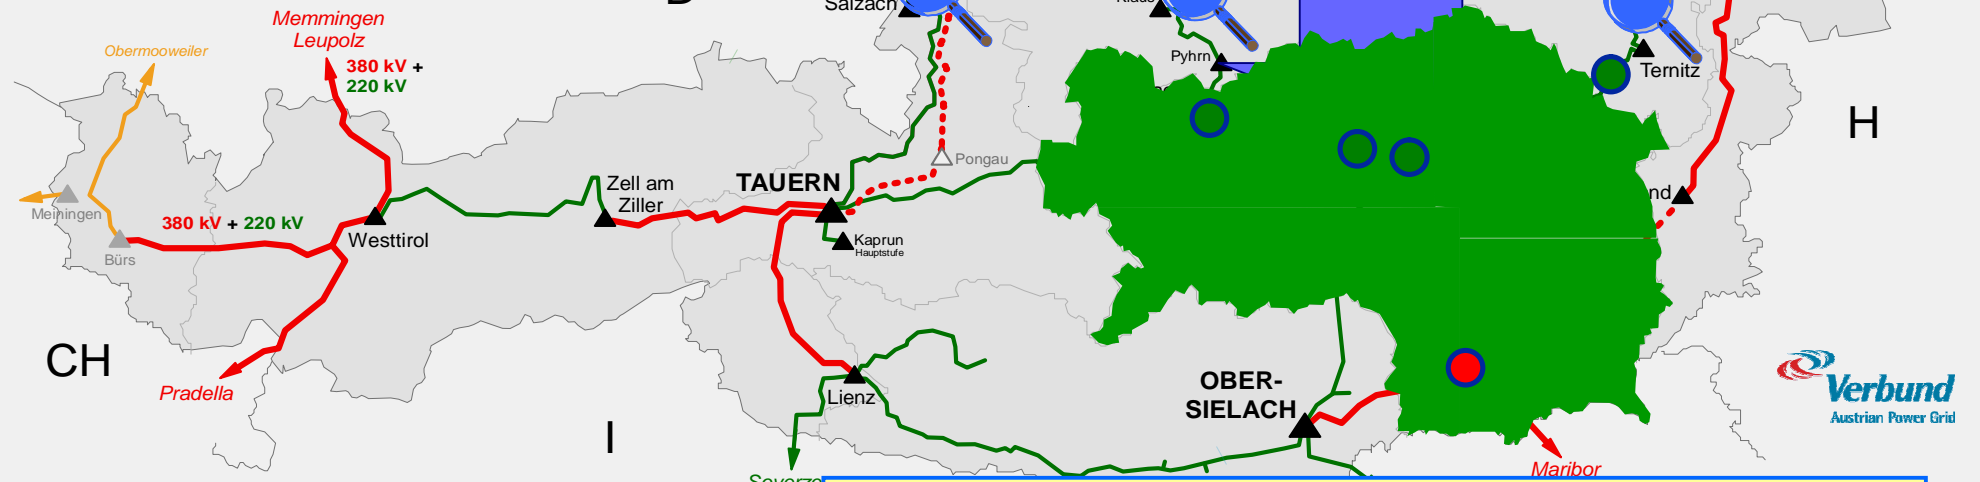 Memmingen
Leupolz
Obermooweiler
380 kV +
220 kV
Salzach
Pyhrn
Ternitz
H
Pongau
TAUERN
Zell am
Ziller
Meiningen
380 kV + 220 kV
Westtirol
Bürs
Kaprun
Hauptstufe
nd
CH
Pradella
Lienz
OBER-
SIELACH
I
Verbund
Austrian Power Grid
Maribor